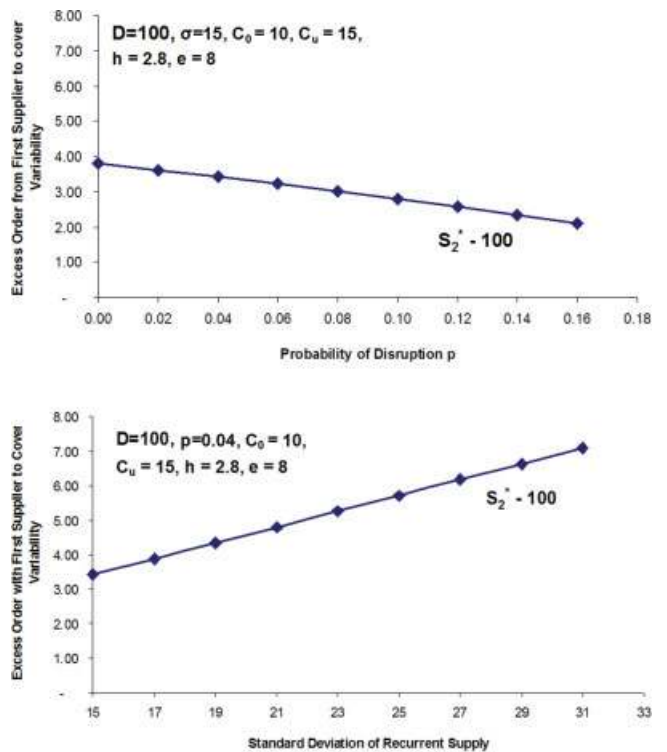 Excess Order from First Supplier to cover
Variability
8.00
7.00
6.00
5.00
4.00
3.00
2.00
1.00
-
D=100, σ=15, C₀ = 10, Cᵤ = 15,
h = 2.8, e = 8
S₂* - 100
0.00 0.02 0.04 0.06 0.08 0.10 0.12 0.14 0.16 0.18
Probability of Disruption p
Excess Order with First Supplier to Cover
Variability
8.00
7.00
6.00
5.00
4.00
3.00
2.00
1.00
-
D=100, p=0.04, C₀ = 10,
Cᵤ = 15, h = 2.8, e = 8
S₂* - 100
15 17 19 21 23 25 27 29 31 33
Standard Deviation of Recurrent Supply